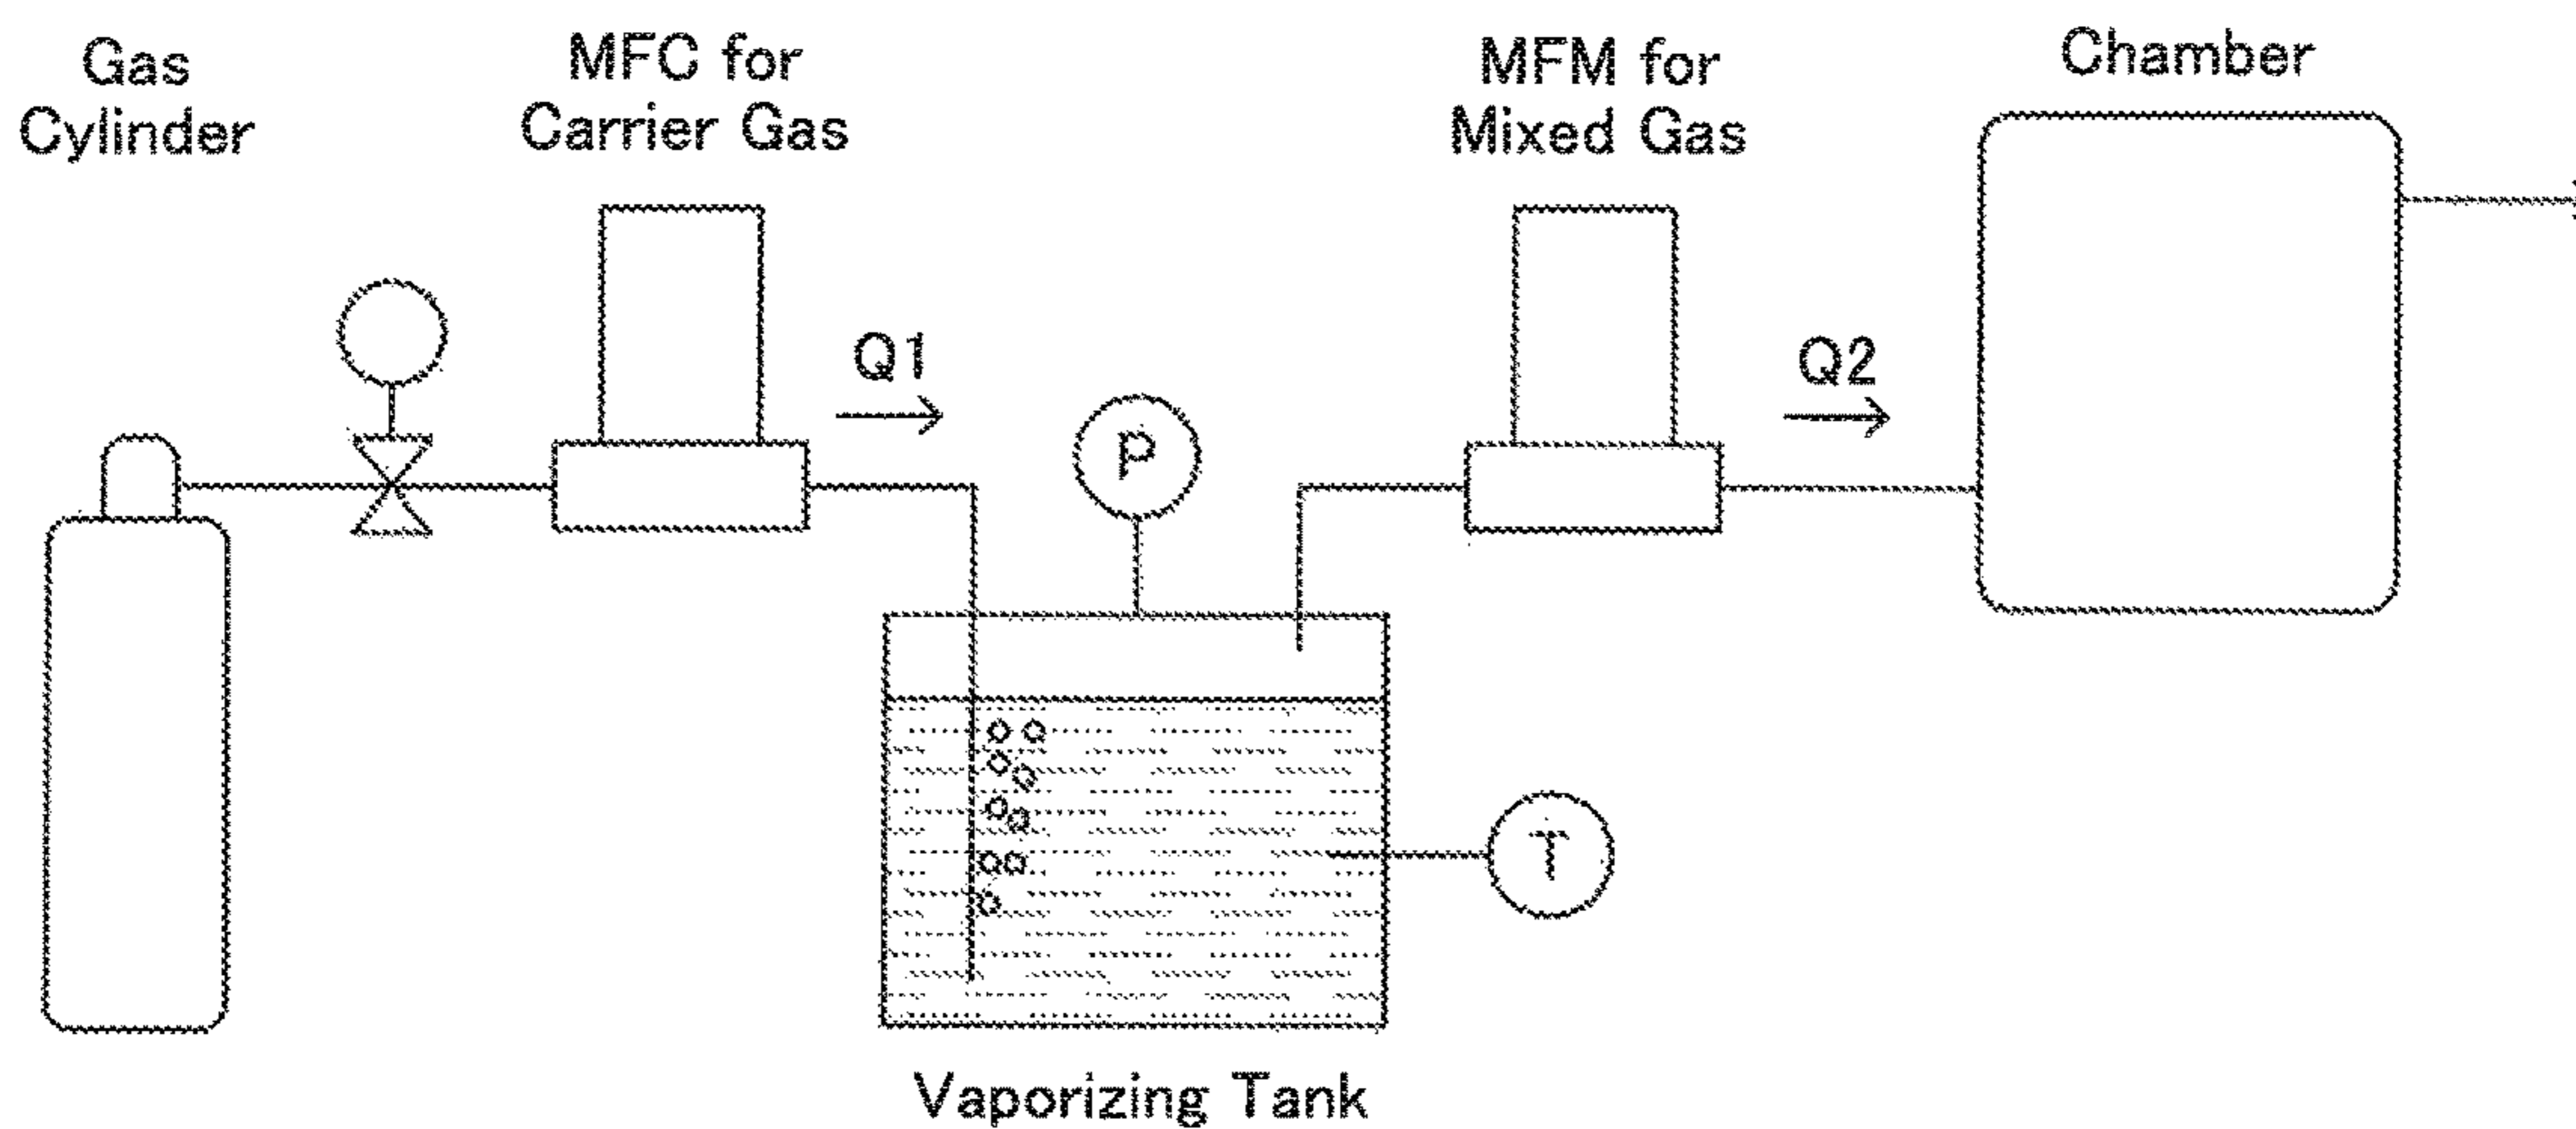 Gas
Cylinder
MFC for
Carrier Gas
MFM for
Mixed Gas
Chamber
Q1
Q2
P
T
Vaporizing Tank